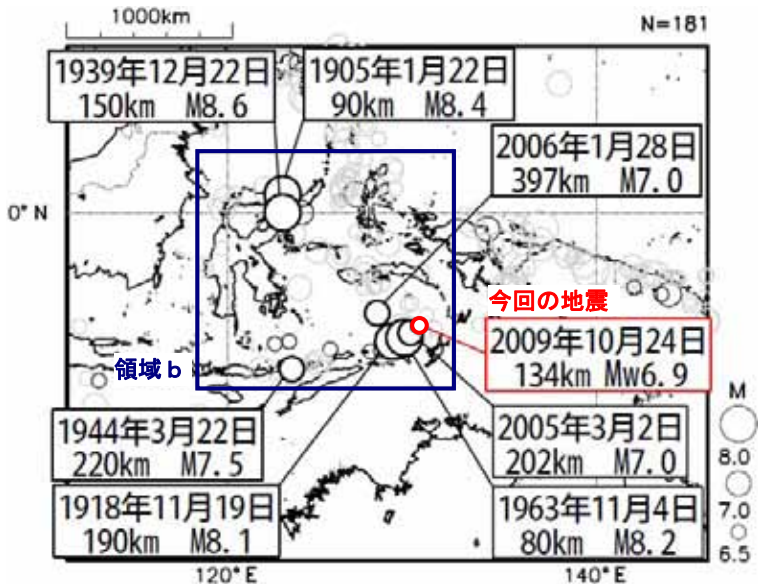 1000km
N=181
1939年12月22日
150km M8.6
1905年1月22日
90km M8.4
2006年1月28日
397km M7.0
0°N
今回の地震
2009年10月24日
134km Mw6.9
領域b
1944年3月22日
220km M7.5
2005年3月2日
202km M7.0
1918年11月19日
190km M8.1
1963年11月4日
80km M8.2
M
8.0
7.0
6.5
120°E
140°E